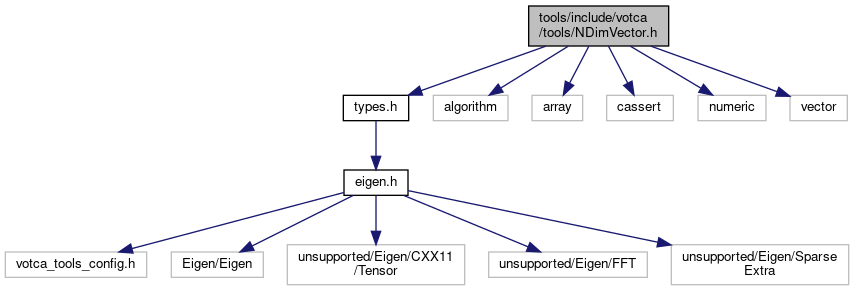 tools/include/votca
/tools/NDimVector.h
types.h
algorithm
array
cassert
numeric
vector
eigen.h
votca_tools_config.h
Eigen/Eigen
unsupported/Eigen/CXX11
/Tensor
unsupported/Eigen/FFT
unsupported/Eigen/Sparse
Extra